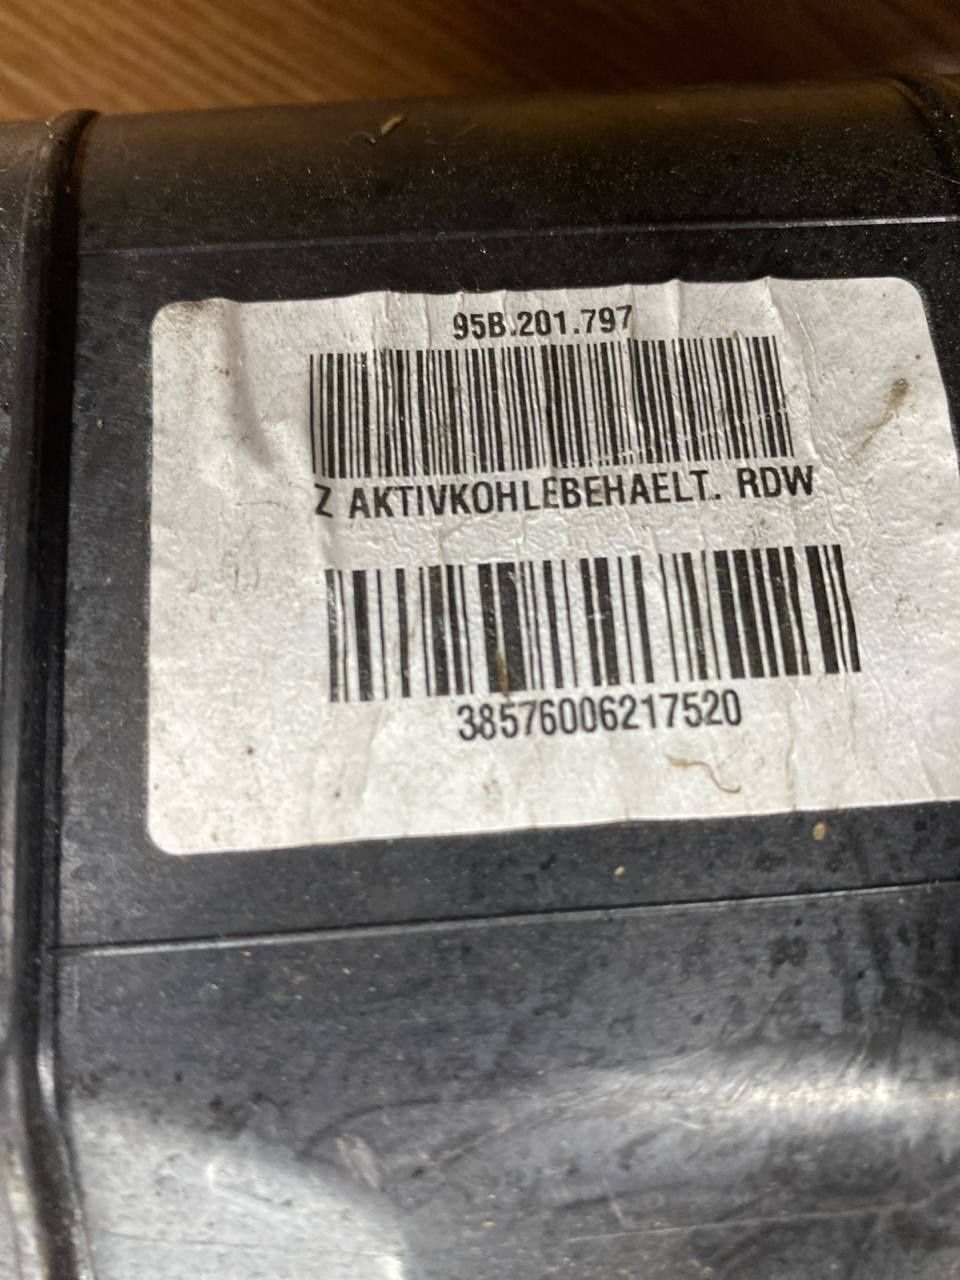 95B.201.797
Z AKTIVKOHLEBEHAELT. RDW
38576006217520